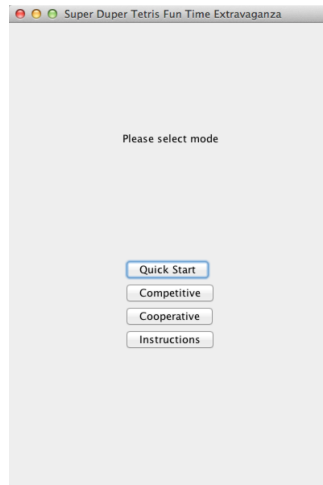 Super Duper Tetris Fun Time Extravaganza
Please select mode
Quick Start
Competitive
Cooperative
Instructions